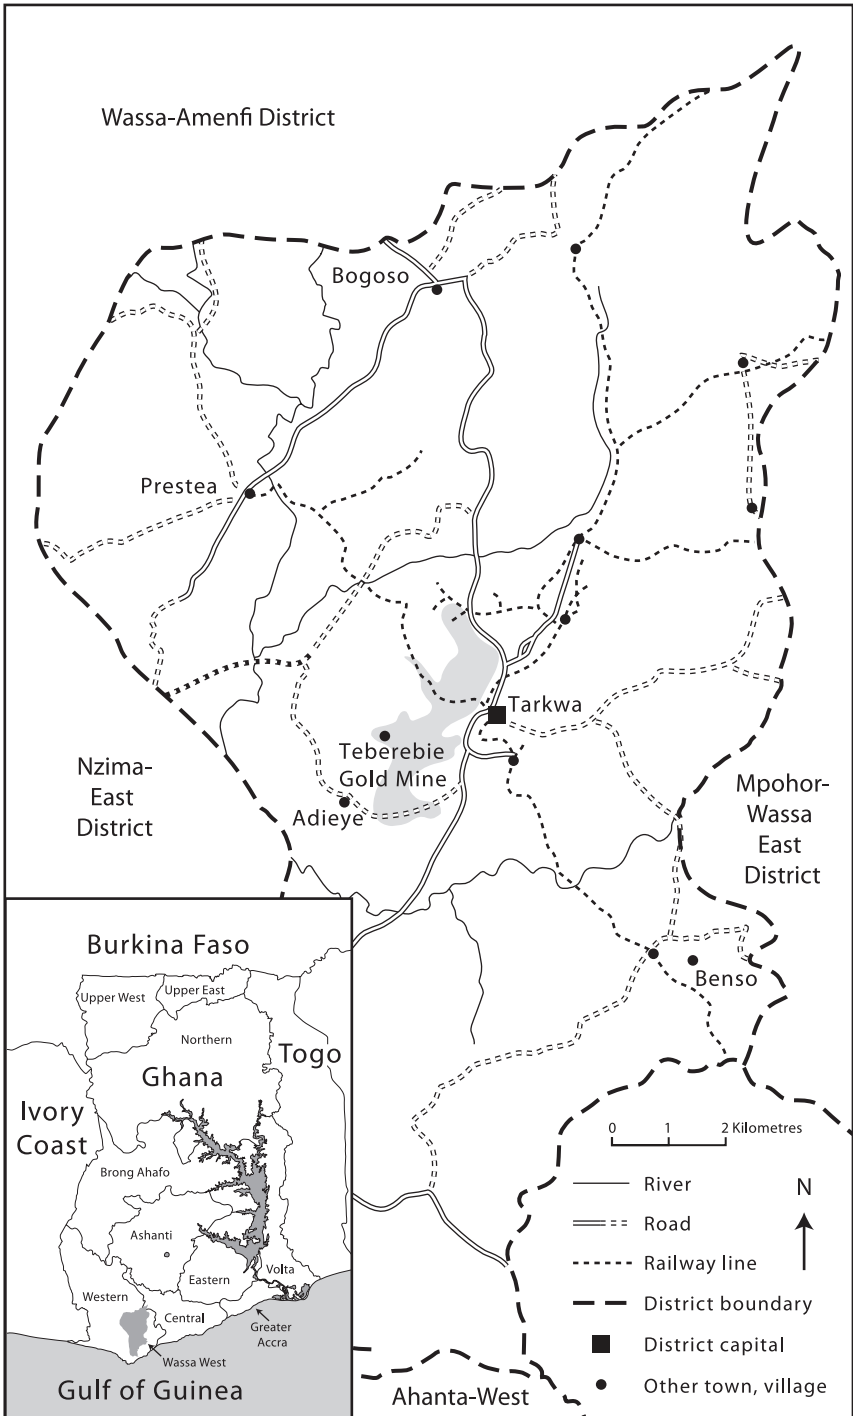 Wassa-Amenfi District
Bogoso
Prestea
Tarkwa
Teberebie
Gold Mine
Adieye
Nzima-
East
District
Mpohor-
Wassa
East
District
Benso
Burkina Faso
Upper West
Upper East
Northern
Togo
Ghana
Ivory
Coast
Brong Ahafo
Ashanti
Volta
Eastern
Western
Central
Greater
Accra
Wassa West
Gulf of Guinea
Ahanta-West
0 1 2 Kilometres
River
N
Road
Railway line
District boundary
District capital
Other town, village